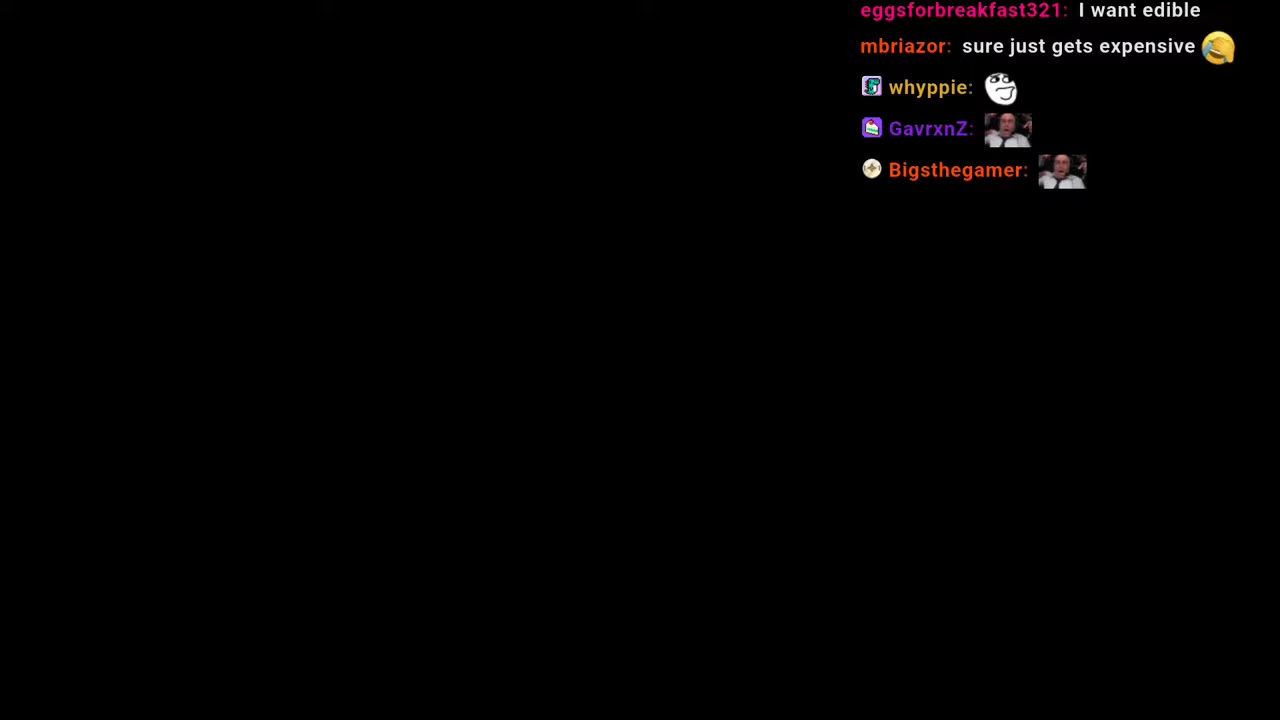 eggsforbreakfast321: I want edible
mbriazor: sure just gets expensive
whyppie:
GavrxnZ:
Bigsthegamer: